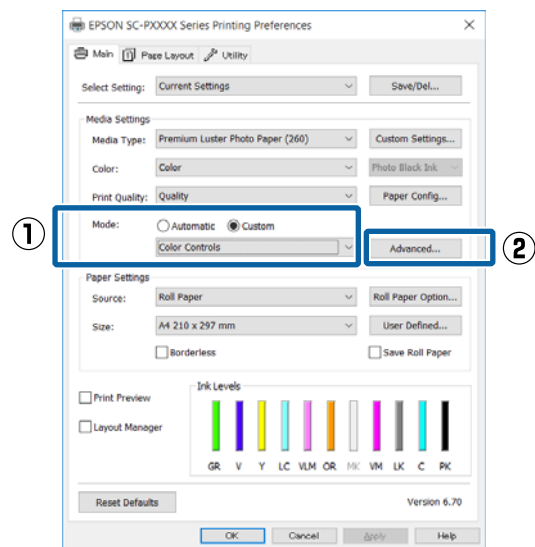 EPSON SC-PXXXX Series Printing Preferences
Main Page Layout Utility
Select Setting: Current Settings Save/Del...
Media Settings
Media Type: Premium Luster Photo Paper (260) Custom Settings...
Color: Color Photo Black Ink
Print Quality: Quality Paper Config...
Mode: Automatic Custom
① Color Controls Advanced... ②
Paper Settings
Source: Roll Paper Roll Paper Option...
Size: A4 210 x 297 mm User Defined...
Borderless Save Roll Paper
Ink Levels
Print Preview
Layout Manager
GR V Y LC VLM OR MK VM LK C PK
Reset Defaults Version 6.70
OK Cancel Apply Help